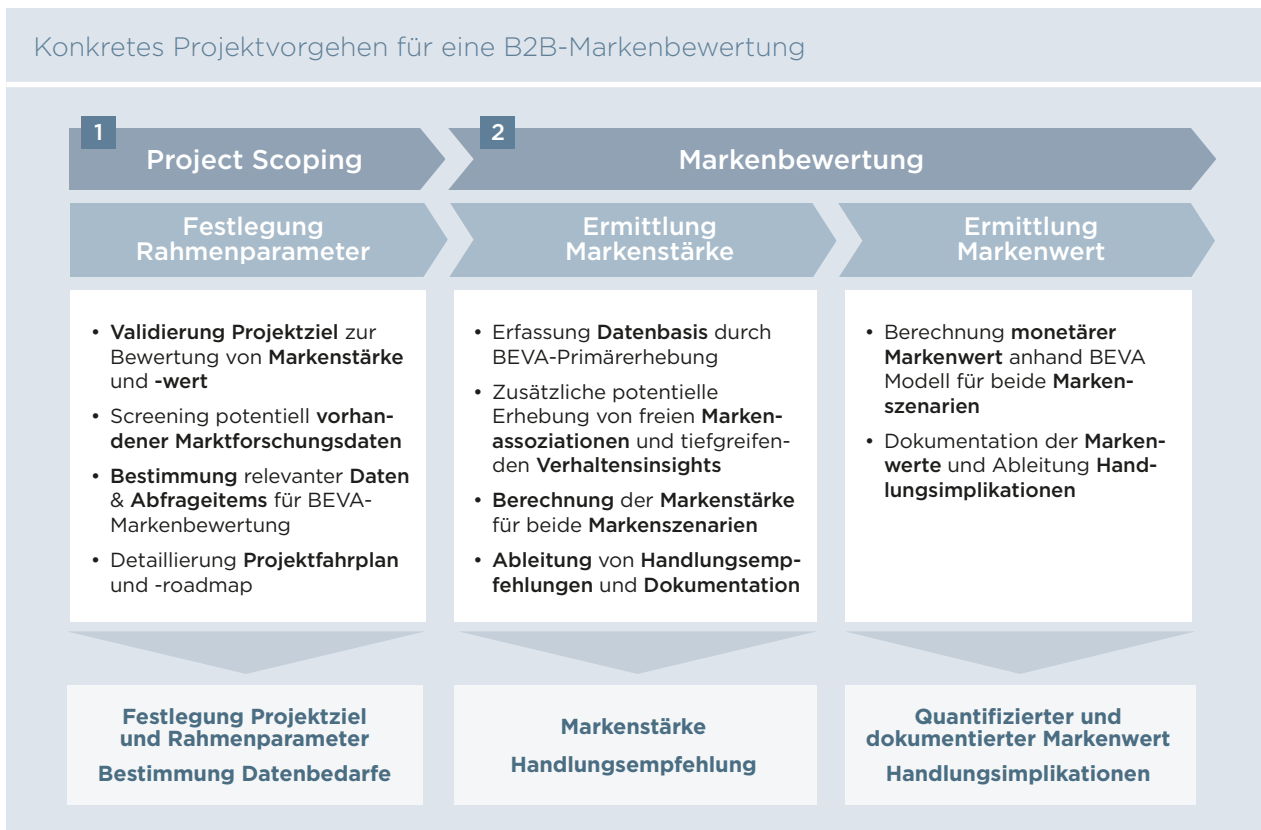 Konkretes Projektvorgehen für eine B2B-Markenbewertung
1
Project Scoping
2
Markenbewertung
Festlegung
Rahmenparameter
Ermittlung
Markenstärke
Ermittlung
Markenwert
• Validierung Projektziel zur
Bewertung von Markenstärke
und -wert
• Screening potentiell vorhan-
dener Marktforschungsdaten
• Bestimmung relevanter Daten
& Abfrageitems für BEVA-
Markenbewertung
• Detaillierung Projektfahrplan
und -roadmap
• Erfassung Datenbasis durch
BEVA-Primärerhebung
• Zusätzliche potentielle
Erhebung von freien Marken-
assoziationen und tiefgreifen-
den Verhaltensinsights
• Berechnung der Markenstärke
für beide Markenszenarien
• Ableitung von Handlungsemp-
fehlungen und Dokumentation
• Berechnung monetärer
Markenwert anhand BEVA
Modell für beide Marken-
szenarien
• Dokumentation der Marken-
werte und Ableitung Hand-
lungsimplikationen
Festlegung Projektziel
und Rahmenparameter
Bestimmung Datenbedarfe
Markenstärke
Handlungsempfehlung
Quantifizierter und
dokumentierter Markenwert
Handlungsimplikationen